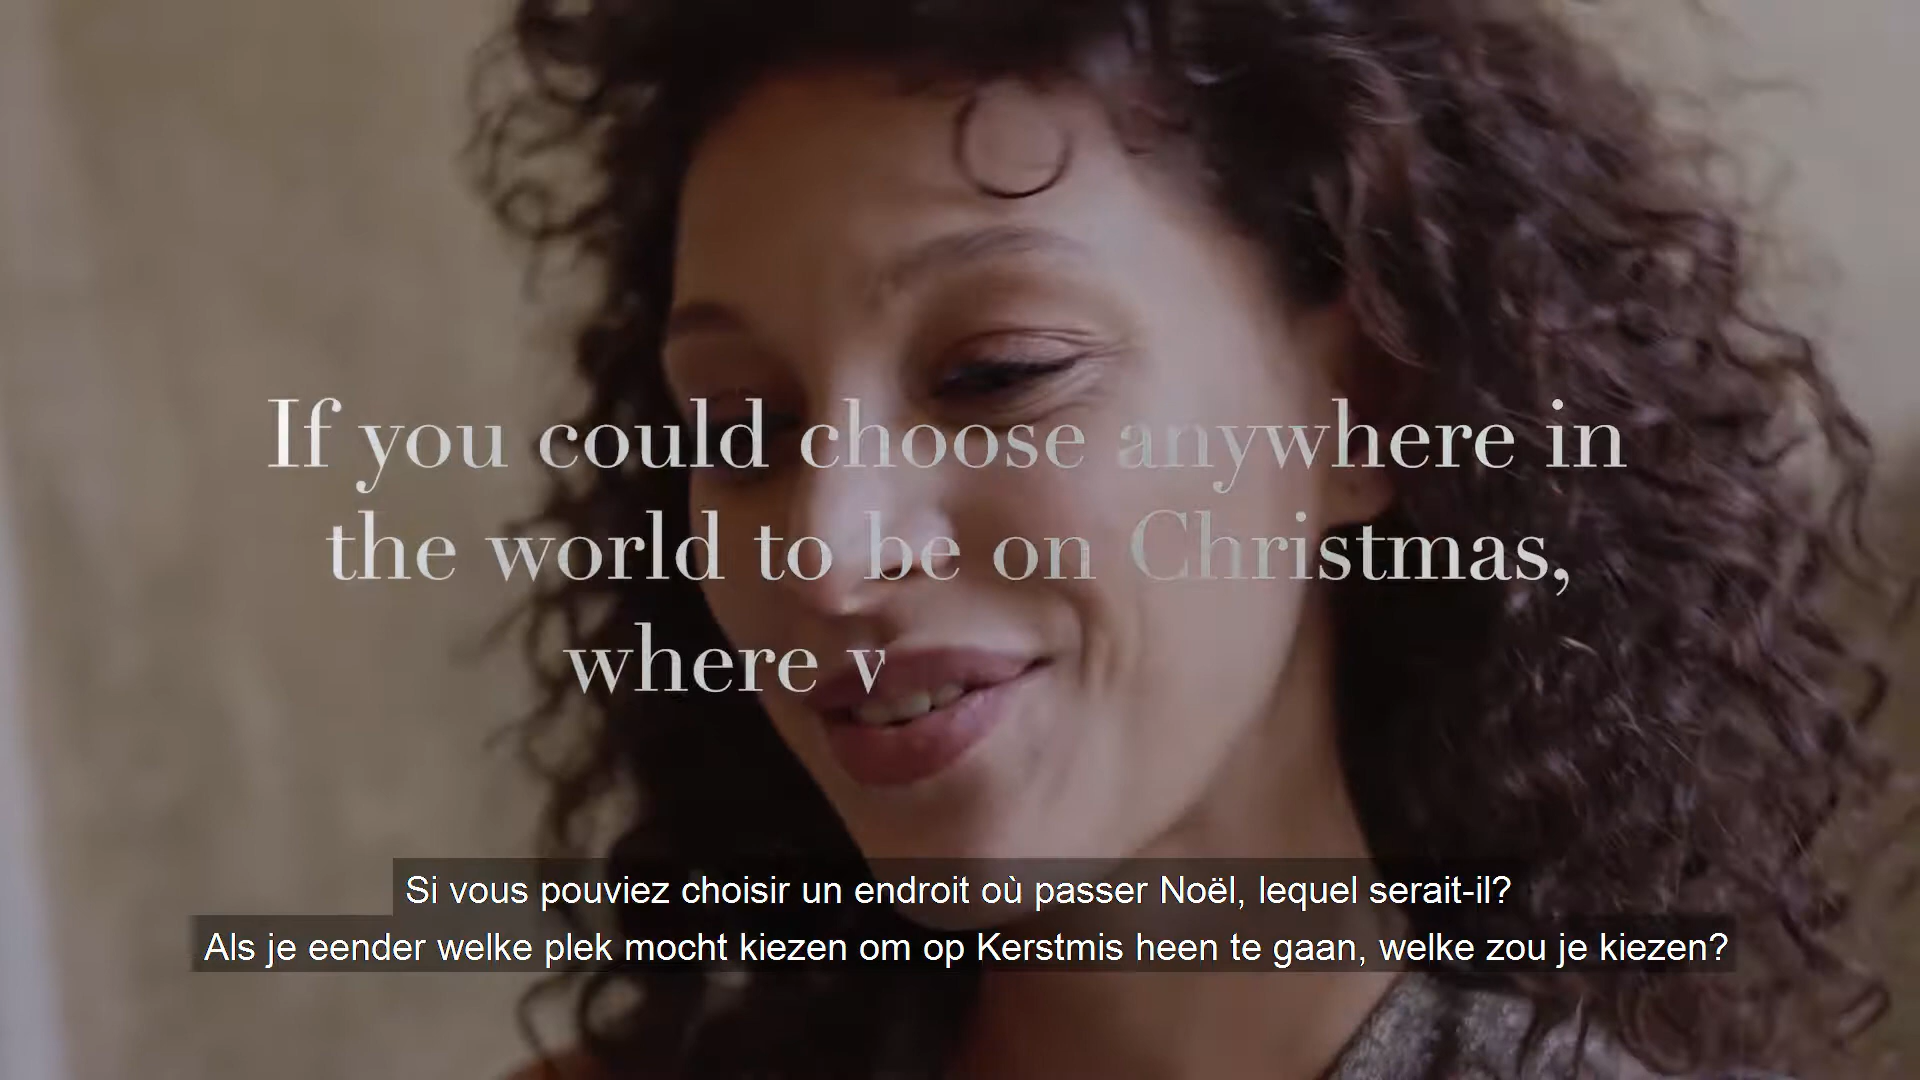 If you could choose anywhere in
the world to be on Christmas,
where
Si vous pouviez choisir un endroit où passer Noël, lequel serait-il?
Als je eender welke plek mocht kiezen om op Kerstmis heen te gaan, welke zou je kiezen?